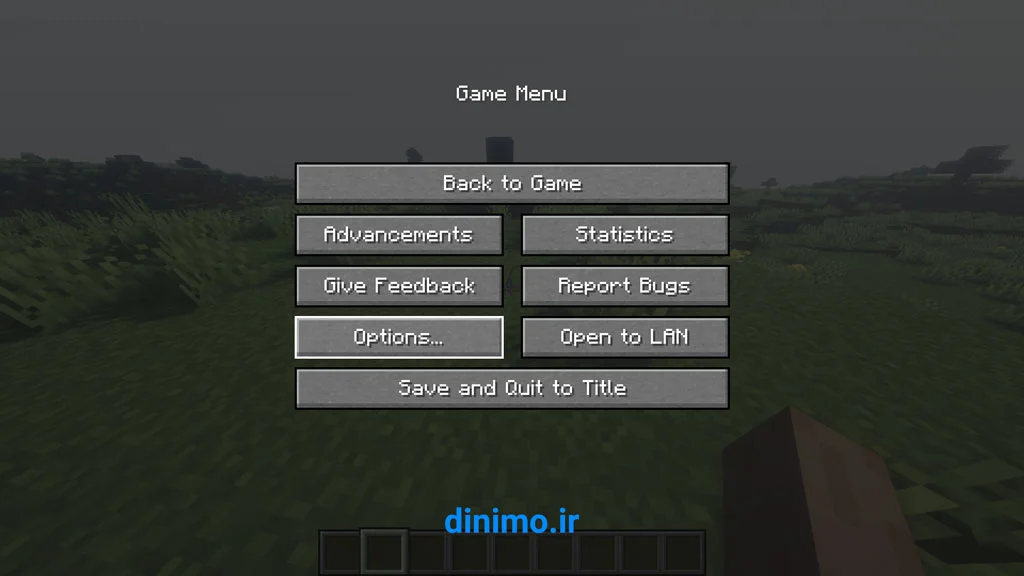 Game Menu
Back to Game
Advancements
Statistics
Give Feedback
Report Bugs
Options...
Open to LAN
Save and Quit to Title
dinimo.ir